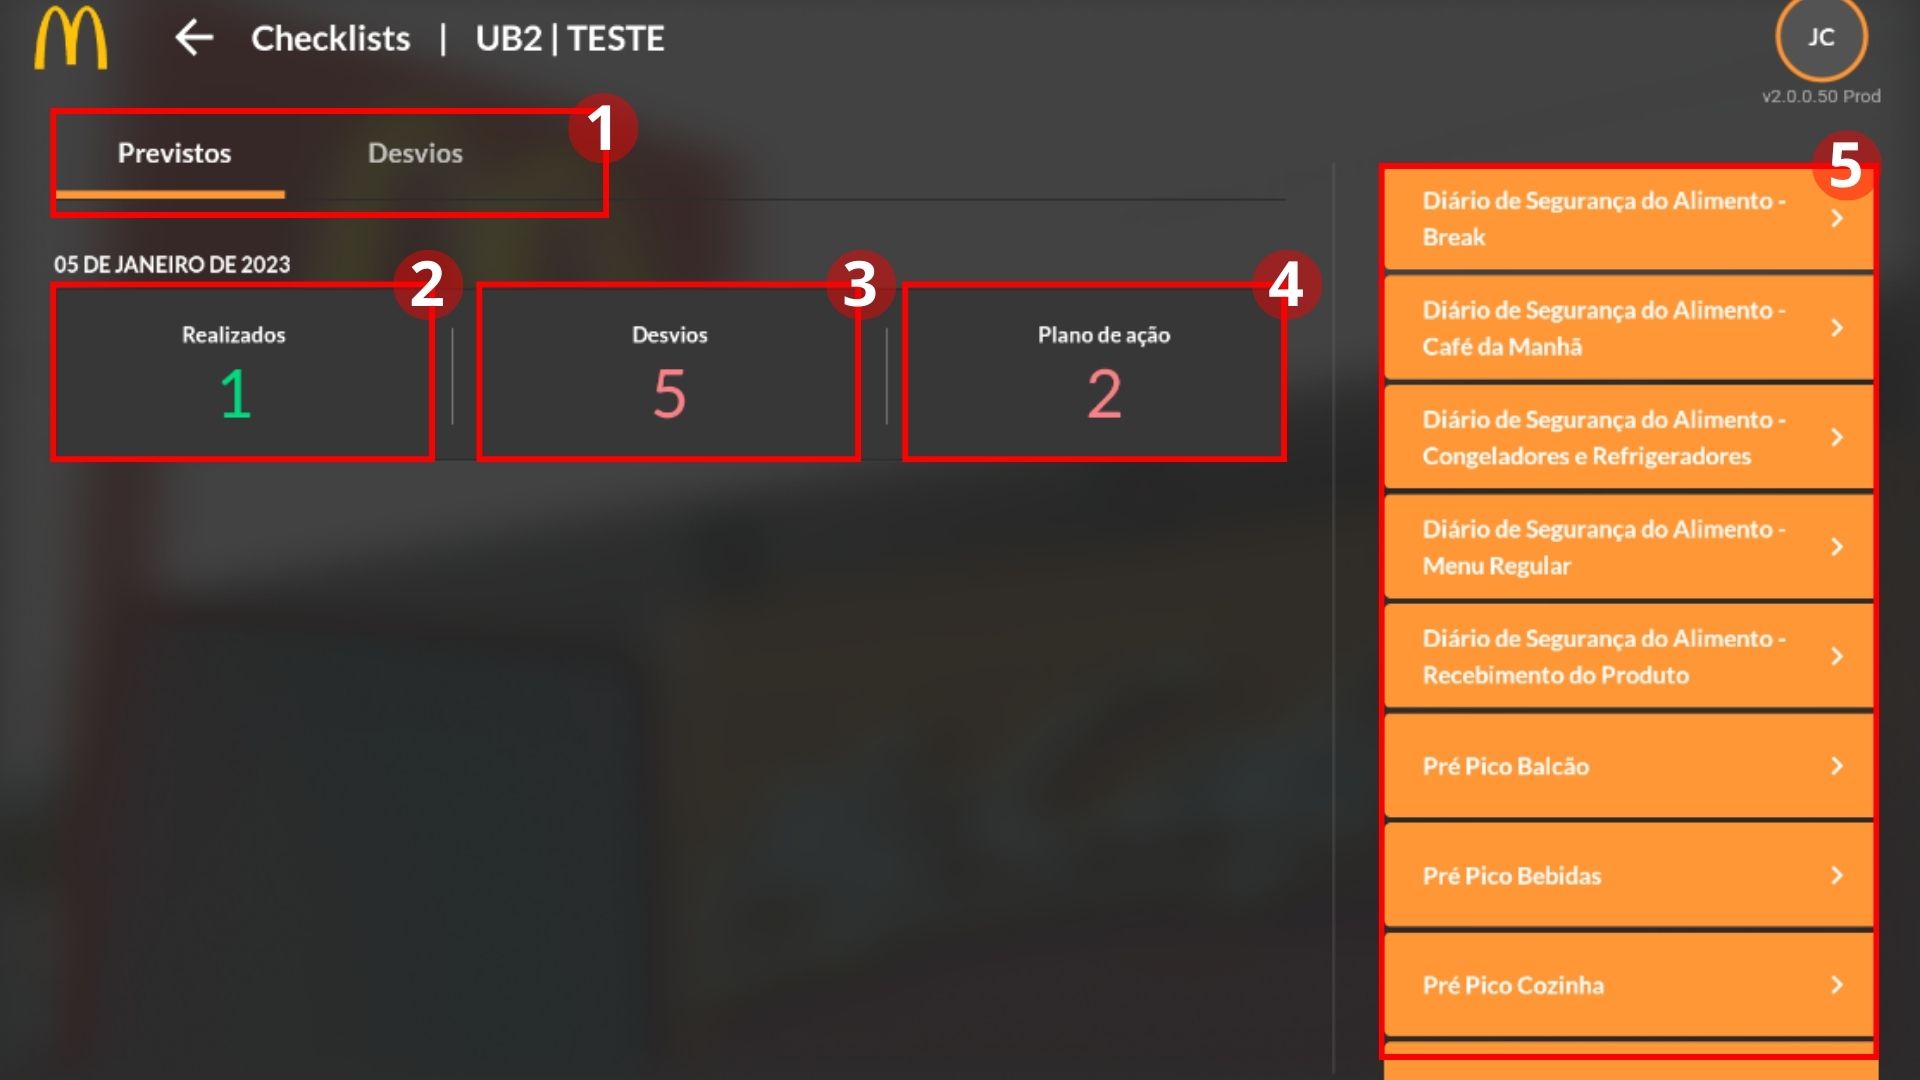 Checklists | UB2 | TESTE
JC
v2.0.0.50 Prod
Previstos
Desvios
1
05 DE JANEIRO DE 2023
2
Realizados
1
3
Desvios
5
4
Plano de ação
2
5
Diário de Segurança do Alimento -
Break
Diário de Segurança do Alimento -
Café da Manhã
Diário de Segurança do Alimento -
Congeladores e Refrigeradores
Diário de Segurança do Alimento -
Menu Regular
Diário de Segurança do Alimento -
Recebimento do Produto
Pré Pico Balcão
Pré Pico Bebidas
Pré Pico Cozinha